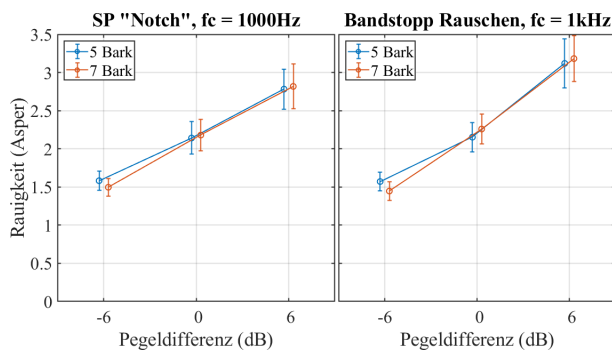 SP "Notch", fc = 1000Hz
Bandstopp Rauschen, fc = 1kHz
5 Bark
7 Bark
5 Bark
7 Bark
Rauigkeit (Asper)
3.5
3
2.5
2
1.5
1
0.5
0
-6
0
6
-6
0
6
Pegeldifferenz (dB)
Pegeldifferenz (dB)